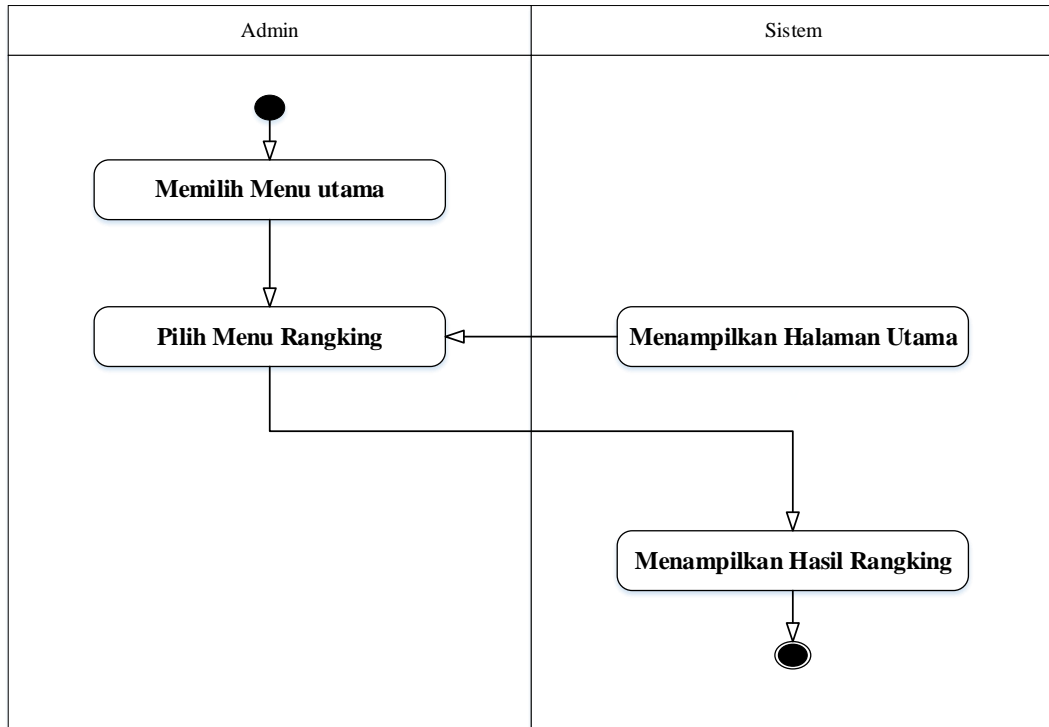 Admin
Sistem
Memilih Menu utama
Pilih Menu Rangking
Menampilkan Halaman Utama
Menampilkan Hasil Rangking